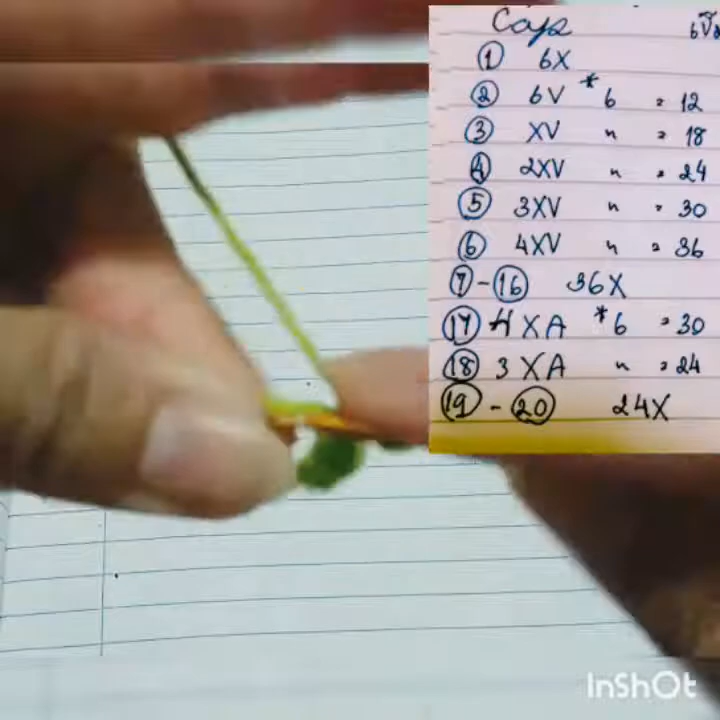 Cap
① 6X
② 6V * 6 = 12
③ XV " = 18
④ 2XV " = 24
⑤ 3XV " = 30
⑥ 4XV " = 36
⑦-⑯ 36X
⑰ 4XA *6 = 30
⑱ 3XA " = 24
⑲-⑳ 24X
InShOt